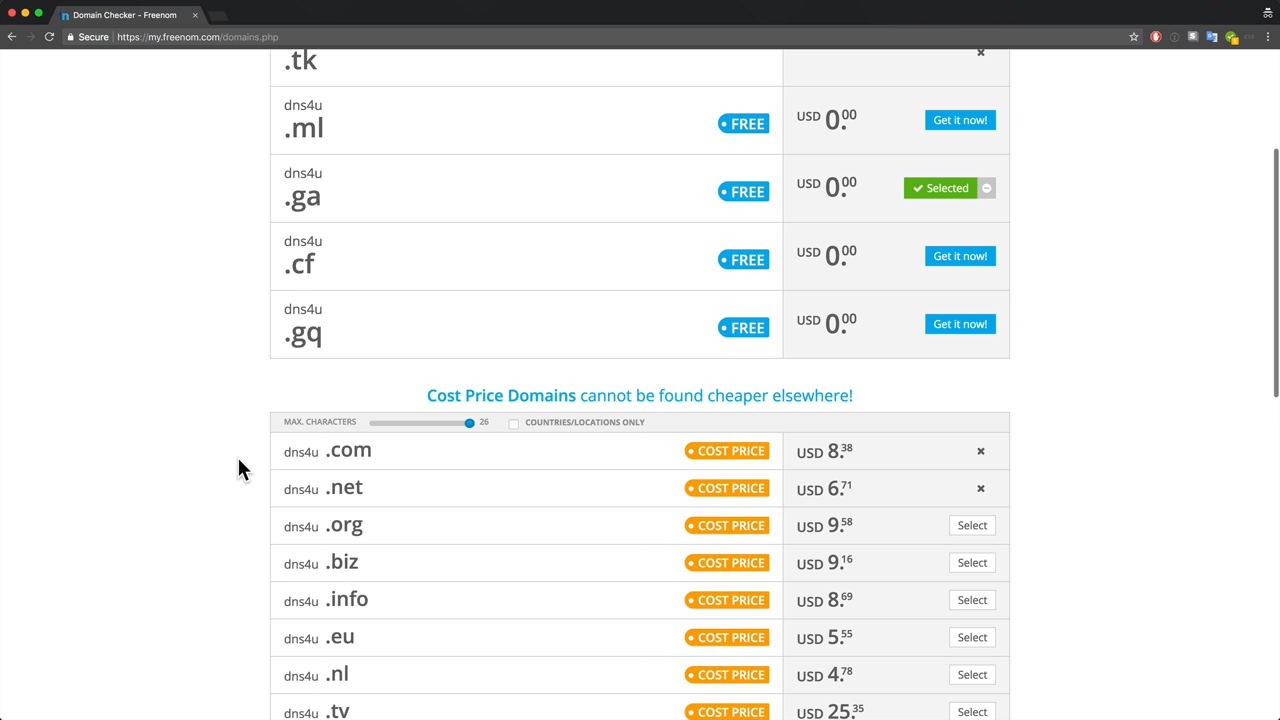 Domain Checker - Freenom
Secure https://my.freenom.com/domains.php
.tk
dns4u
.ml FREE USD 0.00 Get it now!
dns4u
.ga FREE USD 0.00 Selected
dns4u
.cf FREE USD 0.00 Get it now!
dns4u
.gq FREE USD 0.00 Get it now!
Cost Price Domains cannot be found cheaper elsewhere!
MAX. CHARACTERS 26 COUNTRIES/LOCATIONS ONLY
dns4u .com COST PRICE USD 8.38
dns4u .net COST PRICE USD 6.71
dns4u .org COST PRICE USD 9.58 Select
dns4u .biz COST PRICE USD 9.16 Select
dns4u .info COST PRICE USD 8.69 Select
dns4u .eu COST PRICE USD 5.55 Select
dns4u .nl COST PRICE USD 4.78 Select
dns4u .tv COST PRICE USD 25.35 Select